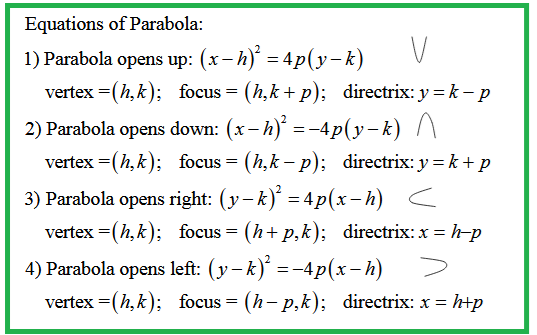 Equations of Parabola:
1) Parabola opens up: (x − h)² = 4p(y − k)
vertex = (h, k); focus = (h, k + p); directrix: y = k − p
2) Parabola opens down: (x − h)² = −4p(y − k)
vertex = (h, k); focus = (h, k − p); directrix: y = k + p
3) Parabola opens right: (y − k)² = 4p(x − h)
vertex = (h, k); focus = (h + p, k); directrix: x = h−p
4) Parabola opens left: (y − k)² = −4p(x − h)
vertex = (h, k); focus = (h − p, k); directrix: x = h+p